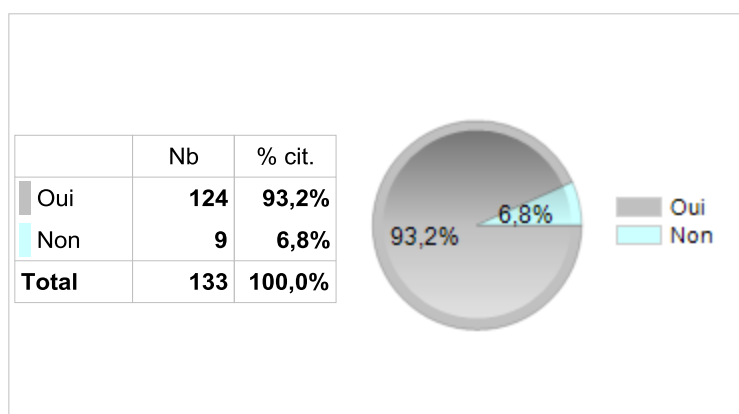 Nb % cit.
Oui 124 93,2%
Non 9 6,8%
Total 133 100,0%
93,2%
6,8%
Oui
Non